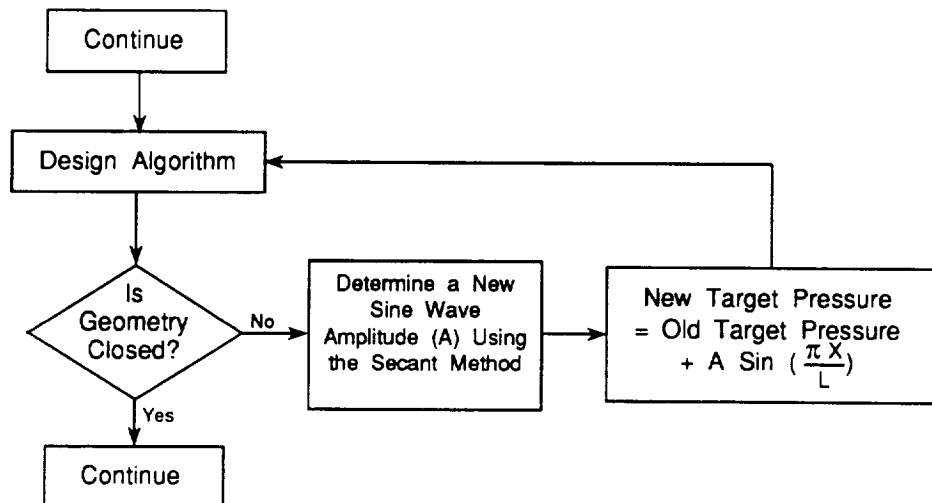 Continue
Design Algorithm
Is
Geometry
Closed?
No
Determine a New
Sine Wave
Amplitude (A) Using
the Secant Method
New Target Pressure
= Old Target Pressure
+ A Sin (πX/L)
Yes
Continue